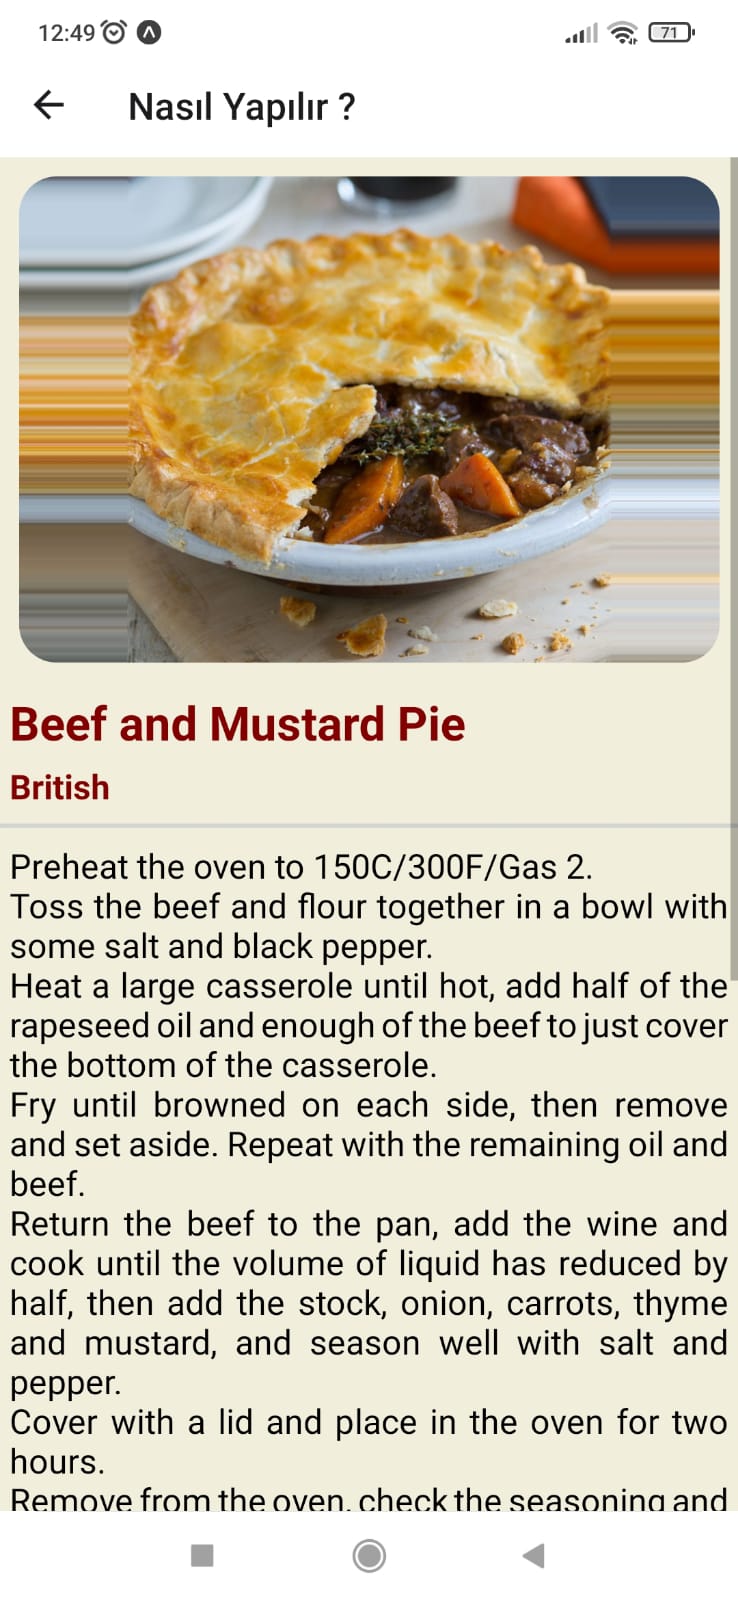 12:49
71
Nasıl Yapılır ?
Beef and Mustard Pie
British
Preheat the oven to 150C/300F/Gas 2.
Toss the beef and flour together in a bowl with
some salt and black pepper.
Heat a large casserole until hot, add half of the
rapeseed oil and enough of the beef to just cover
the bottom of the casserole.
Fry until browned on each side, then remove
and set aside. Repeat with the remaining oil and
beef.
Return the beef to the pan, add the wine and
cook until the volume of liquid has reduced by
half, then add the stock, onion, carrots, thyme
and mustard, and season well with salt and
pepper.
Cover with a lid and place in the oven for two
hours.
Remove from the oven, check the seasoning and